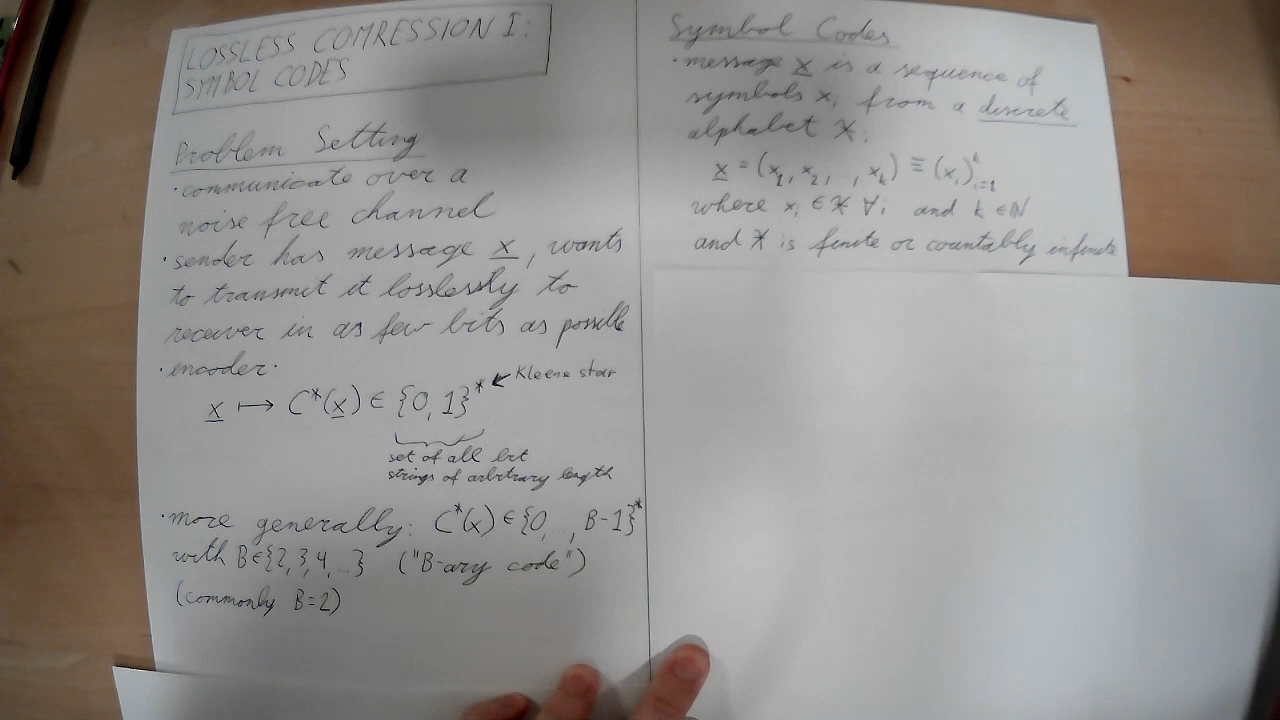 LOSSLESS COMRESSION I:
SYMBOL CODES
Problem Setting
· communicate over a
noise free channel
· sender has message x, wants
to transmit it losslessly to
receiver in as few bits as possible
· encoder:
x ↦ C*(x) ∈ {0, 1}* ← Kleene star
set of all bit
strings of arbitrary length
· more generally: C*(x) ∈ {0, ..., B-1}*
with B ∈ {2, 3, 4, ...} ("B-ary code")
(commonly B=2)
Symbol Codes
· message x is a sequence of
symbols xᵢ from a discrete
alphabet 𝔛:
x = (x₁, x₂, , xₖ) ≡ (xᵢ)ᵏᵢ₌₁
where xᵢ ∈ 𝔛 ∀i and k ∈ ℕ
and 𝔛 is finite or countably infinite